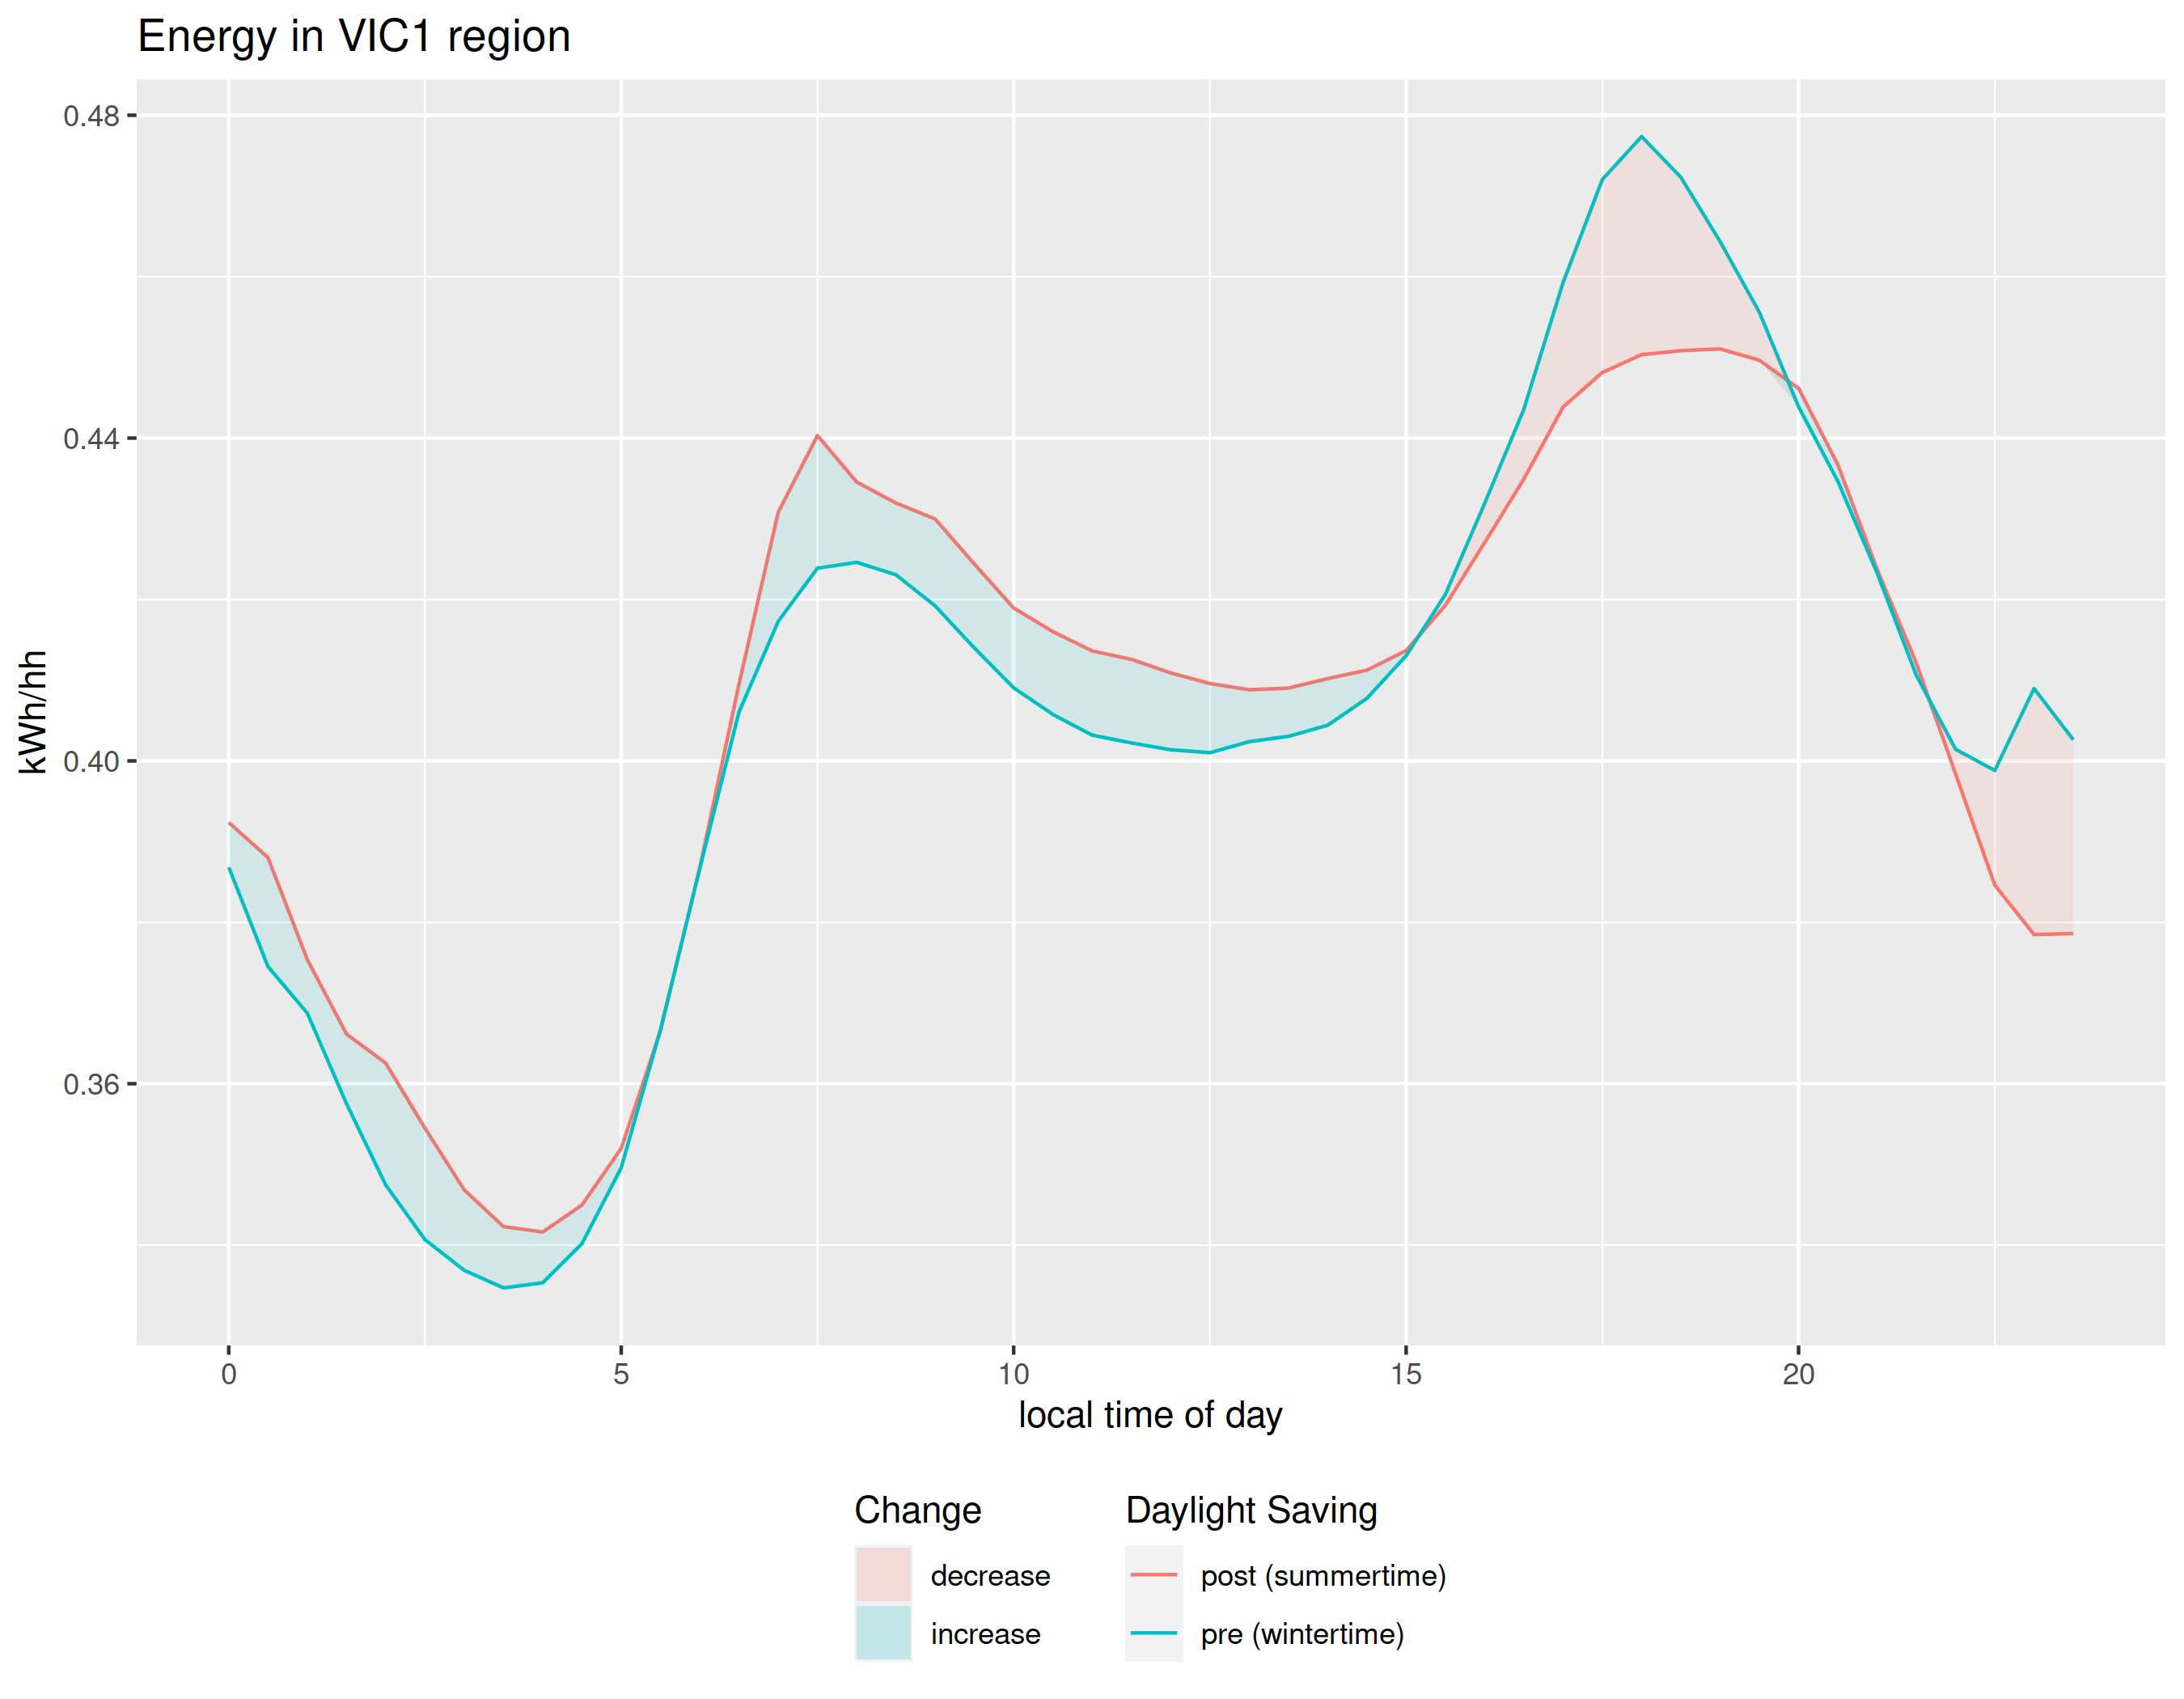 Energy in VIC1 region
kWh/hh
0.48
0.44
0.40
0.36
0 5 10 15 20
local time of day
Change
decrease
increase
Daylight Saving
post (summertime)
pre (wintertime)